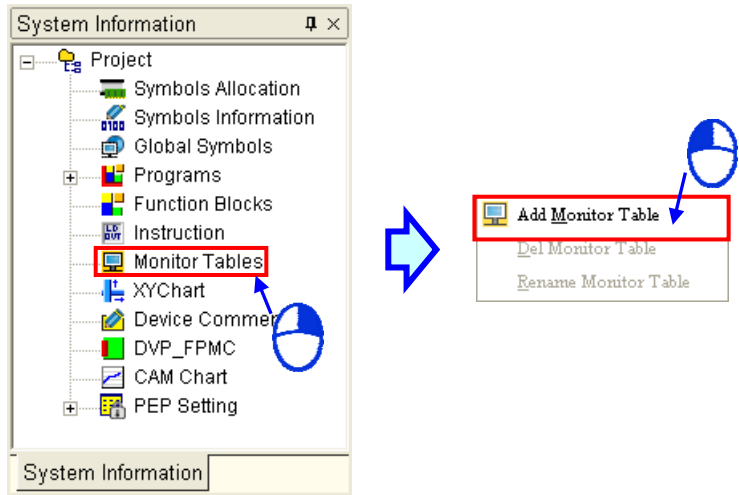 System Information
Project
Symbols Allocation
Symbols Information
Global Symbols
Programs
Function Blocks
Instruction
Monitor Tables
XYChart
Device Commen
DVP_FPMC
CAM Chart
PEP Setting
System Information
Add Monitor Table
Del Monitor Table
Rename Monitor Table